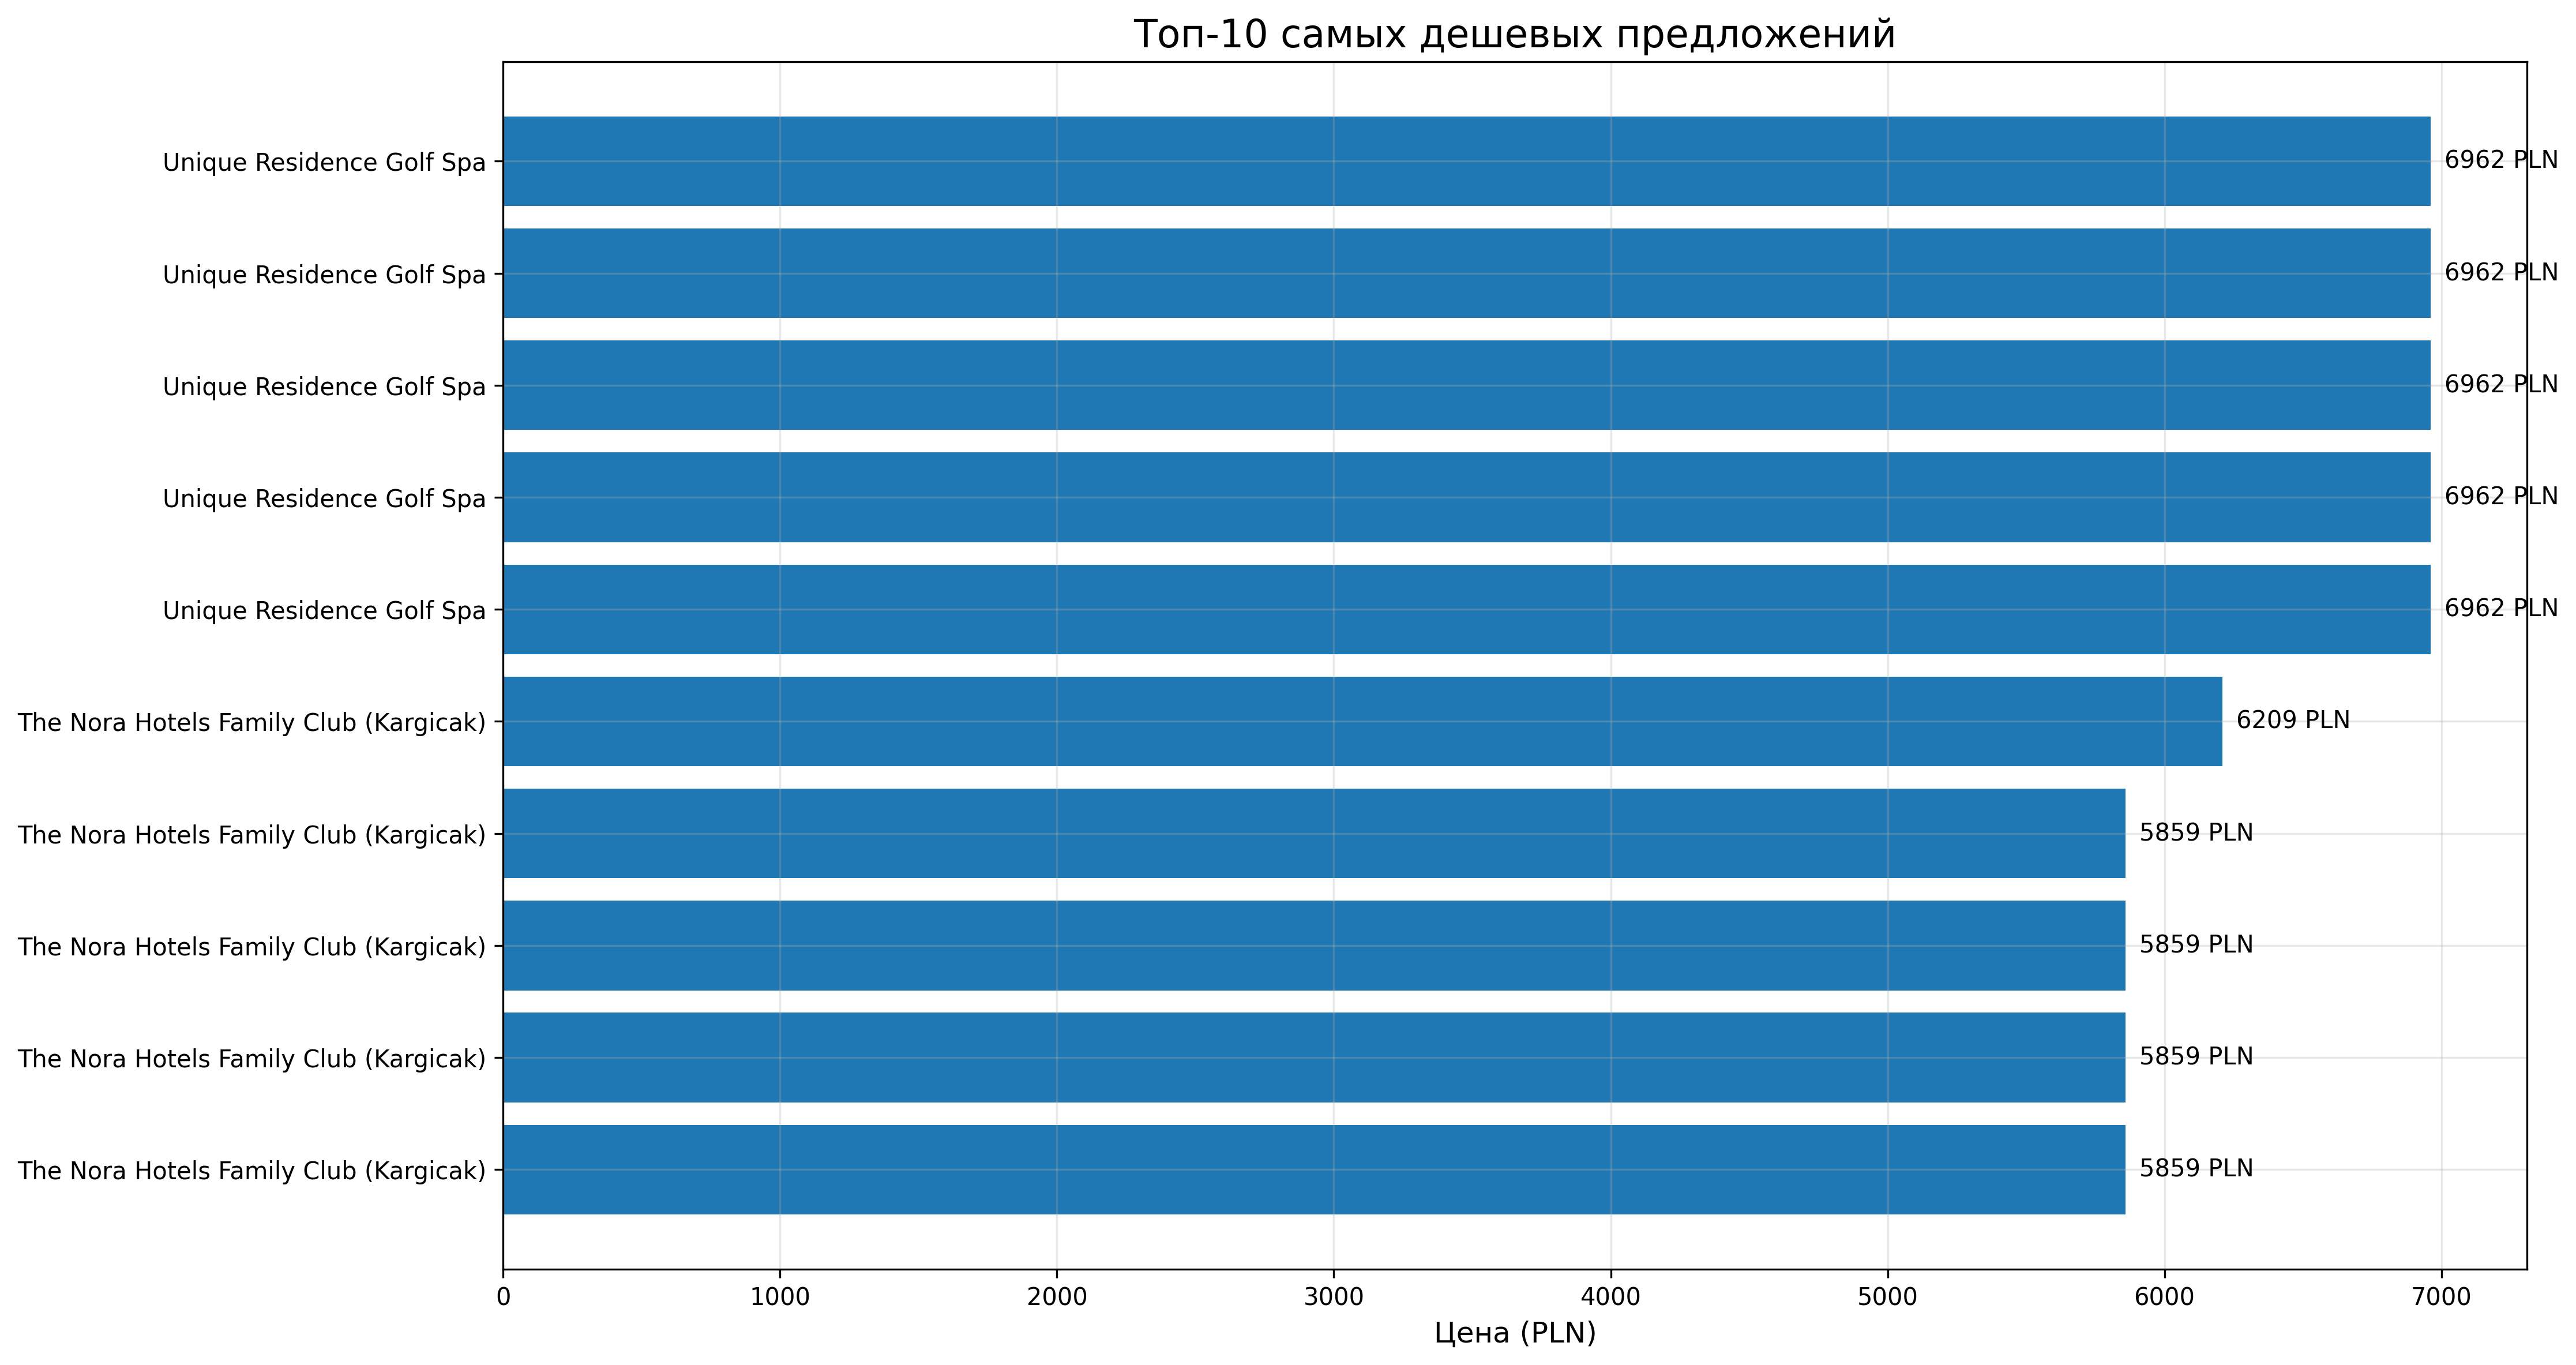 Топ-10 самых дешевых предложений
Unique Residence Golf Spa 6962 PLN
Unique Residence Golf Spa 6962 PLN
Unique Residence Golf Spa 6962 PLN
Unique Residence Golf Spa 6962 PLN
Unique Residence Golf Spa 6962 PLN
The Nora Hotels Family Club (Kargicak) 6209 PLN
The Nora Hotels Family Club (Kargicak) 5859 PLN
The Nora Hotels Family Club (Kargicak) 5859 PLN
The Nora Hotels Family Club (Kargicak) 5859 PLN
The Nora Hotels Family Club (Kargicak) 5859 PLN
0 1000 2000 3000 4000 5000 6000 7000
Цена (PLN)